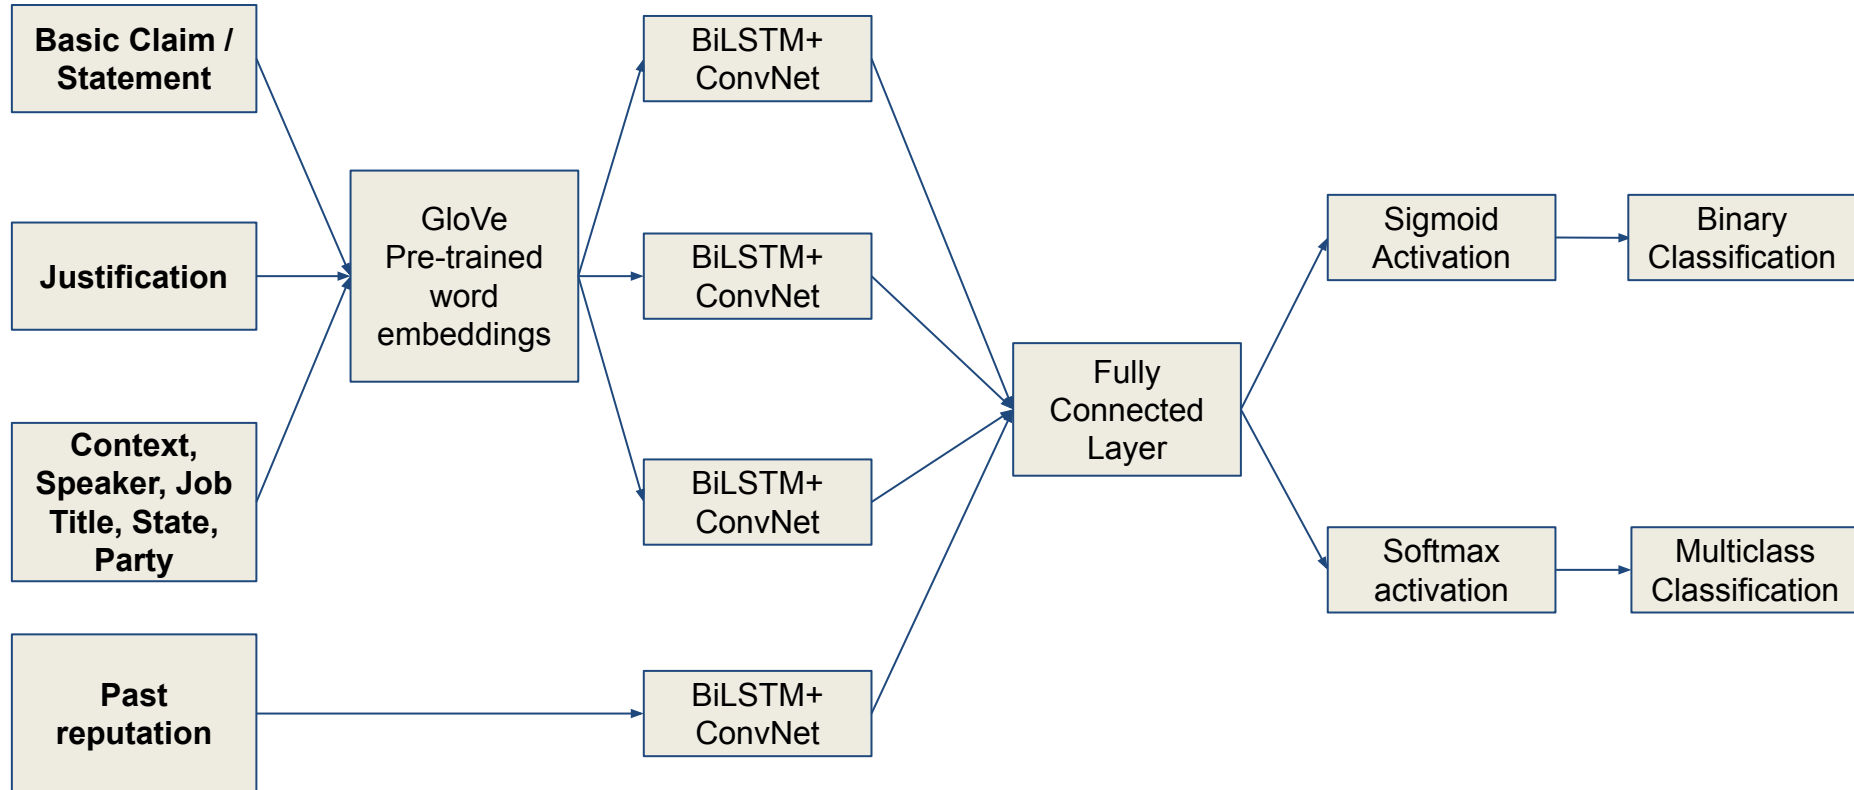 Basic Claim /
Statement
Justification
Context,
Speaker, Job
Title, State,
Party
Past
reputation
GloVe
Pre-trained
word
embeddings
BiLSTM+
ConvNet
BiLSTM+
ConvNet
BiLSTM+
ConvNet
BiLSTM+
ConvNet
Fully
Connected
Layer
Sigmoid
Activation
Binary
Classification
Softmax
activation
Multiclass
Classification